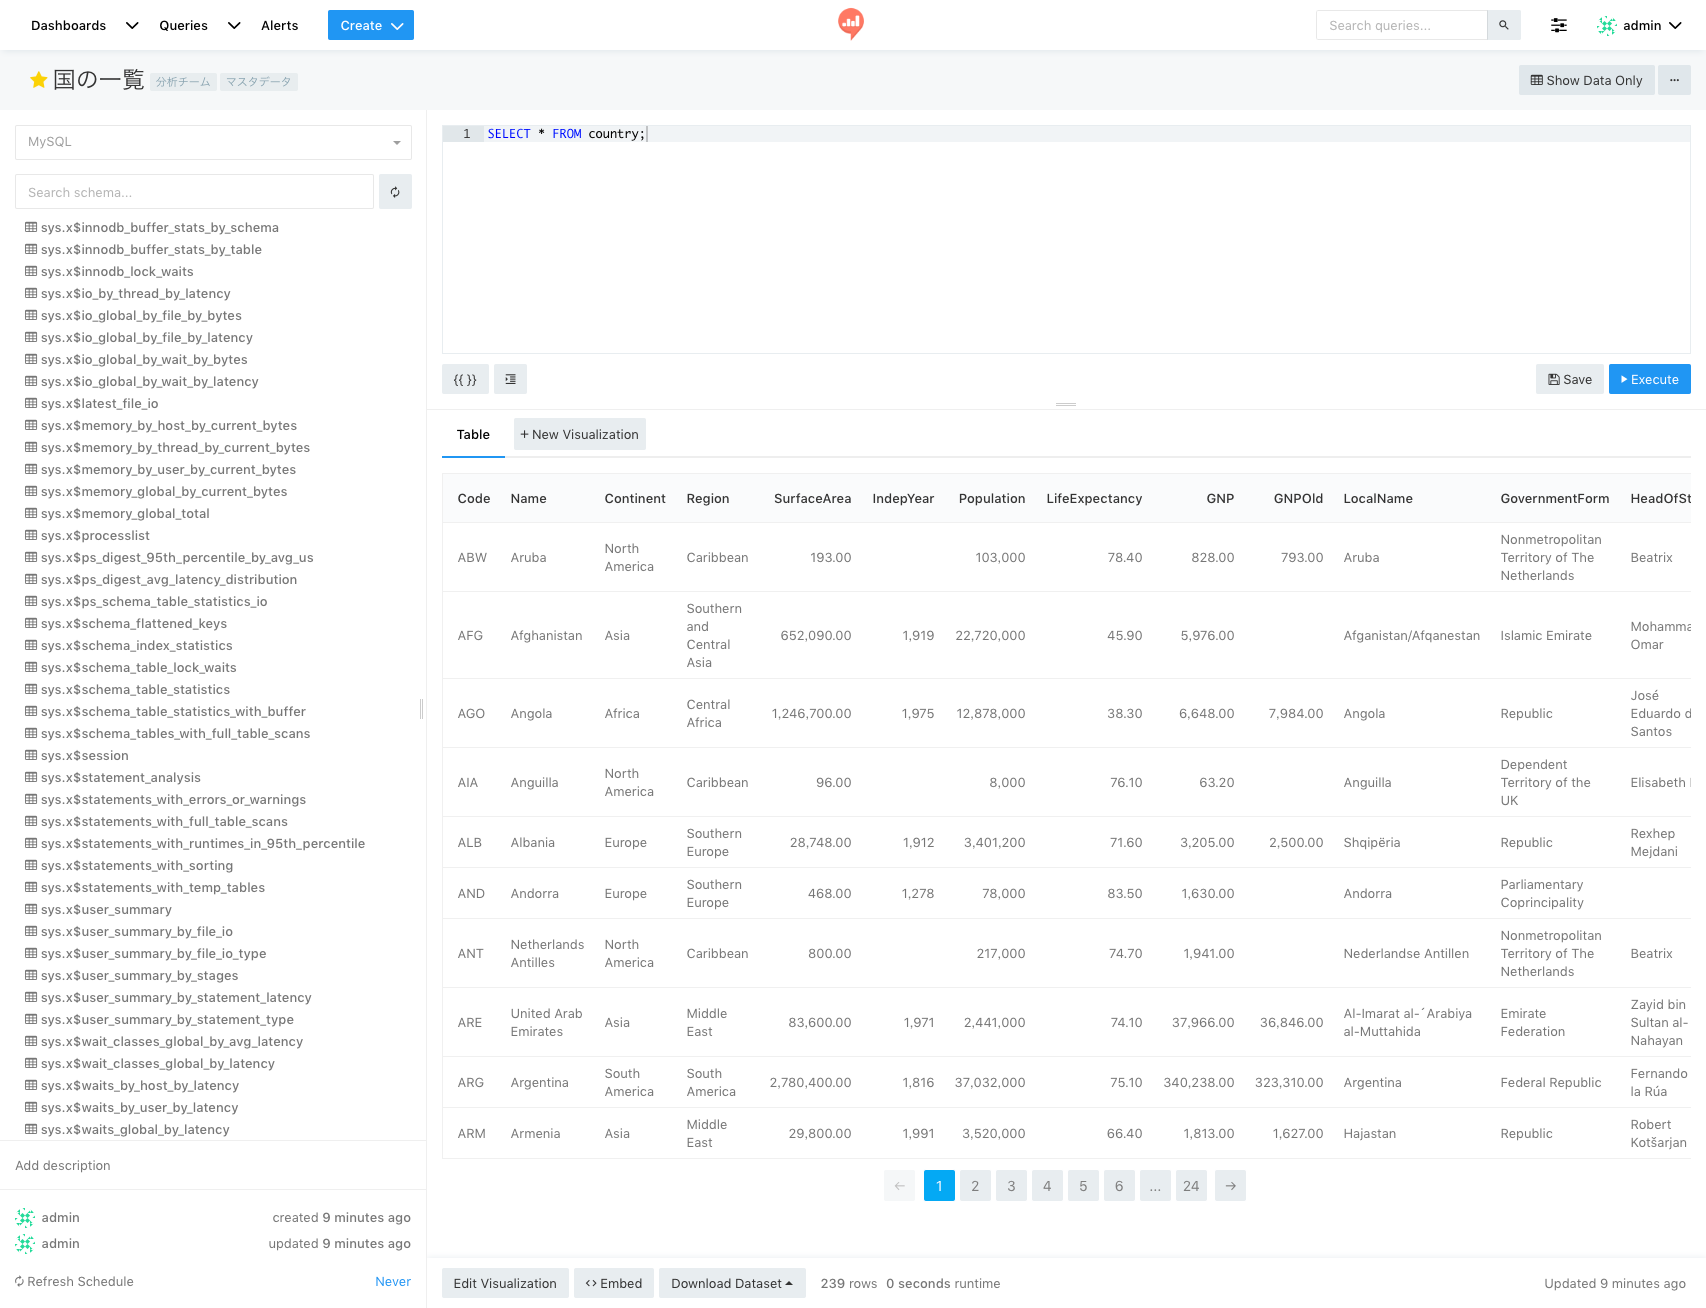 Dashboards Queries Alerts Create Search queries... admin
国の一覧 分析チーム マスタデータ Show Data Only ...
MySQL
Search schema...
sys.x$innodb_buffer_stats_by_schema
sys.x$innodb_buffer_stats_by_table
sys.x$innodb_lock_waits
sys.x$io_by_thread_by_latency
sys.x$io_global_by_file_by_bytes
sys.x$io_global_by_file_by_latency
sys.x$io_global_by_wait_by_bytes
sys.x$io_global_by_wait_by_latency
sys.x$latest_file_io
sys.x$memory_by_host_by_current_bytes
sys.x$memory_by_thread_by_current_bytes
sys.x$memory_by_user_by_current_bytes
sys.x$memory_global_by_current_bytes
sys.x$memory_global_total
sys.x$processlist
sys.x$ps_digest_95th_percentile_by_avg_us
sys.x$ps_digest_avg_latency_distribution
sys.x$ps_schema_table_statistics_io
sys.x$schema_flattened_keys
sys.x$schema_index_statistics
sys.x$schema_table_lock_waits
sys.x$schema_table_statistics
sys.x$schema_table_statistics_with_buffer
sys.x$schema_tables_with_full_table_scans
sys.x$session
sys.x$statement_analysis
sys.x$statements_with_errors_or_warnings
sys.x$statements_with_full_table_scans
sys.x$statements_with_runtimes_in_95th_percentile
sys.x$statements_with_sorting
sys.x$statements_with_temp_tables
sys.x$user_summary
sys.x$user_summary_by_file_io
sys.x$user_summary_by_file_io_type
sys.x$user_summary_by_stages
sys.x$user_summary_by_statement_latency
sys.x$user_summary_by_statement_type
sys.x$wait_classes_global_by_avg_latency
sys.x$wait_classes_global_by_latency
sys.x$waits_by_host_by_latency
sys.x$waits_by_user_by_latency
sys.x$waits_global_by_latency
Add description
admin created 9 minutes ago
admin updated 9 minutes ago
Refresh Schedule Never
1 SELECT * FROM country;
{{ }} Save Execute
Table + New Visualization
Code Name Continent Region SurfaceArea IndepYear Population LifeExpectancy GNP GNPOld LocalName GovernmentForm HeadOfSt
ABW Aruba North America Caribbean 193.00 103,000 78.40 828.00 793.00 Aruba Nonmetropolitan Territory of The Netherlands Beatrix
AFG Afghanistan Asia Southern and Central Asia 652,090.00 1,919 22,720,000 45.90 5,976.00 Afganistan/Afqanestan Islamic Emirate Mohamma Omar
AGO Angola Africa Central Africa 1,246,700.00 1,975 12,878,000 38.30 6,648.00 7,984.00 Angola Republic José Eduardo d Santos
AIA Anguilla North America Caribbean 96.00 8,000 76.10 63.20 Anguilla Dependent Territory of the UK Elisabeth
ALB Albania Europe Southern Europe 28,748.00 1,912 3,401,200 71.60 3,205.00 2,500.00 Shqipëria Republic Rexhep Mejdani
AND Andorra Europe Southern Europe 468.00 1,278 78,000 83.50 1,630.00 Andorra Parliamentary Coprincipality
ANT Netherlands Antilles North America Caribbean 800.00 217,000 74.70 1,941.00 Nederlandse Antillen Nonmetropolitan Territory of The Netherlands Beatrix
ARE United Arab Emirates Asia Middle East 83,600.00 1,971 2,441,000 74.10 37,966.00 36,846.00 Al-Imarat al-´Arabiya al-Muttahida Emirate Federation Zayid bin Sultan al-Nahayan
ARG Argentina South America South America 2,780,400.00 1,816 37,032,000 75.10 340,238.00 323,310.00 Argentina Federal Republic Fernando la Rúa
ARM Armenia Asia Middle East 29,800.00 1,991 3,520,000 66.40 1,813.00 1,627.00 Hajastan Republic Robert Kotšarjan
← 1 2 3 4 5 6 ... 24 →
Edit Visualization <> Embed Download Dataset 239 rows 0 seconds runtime Updated 9 minutes ago